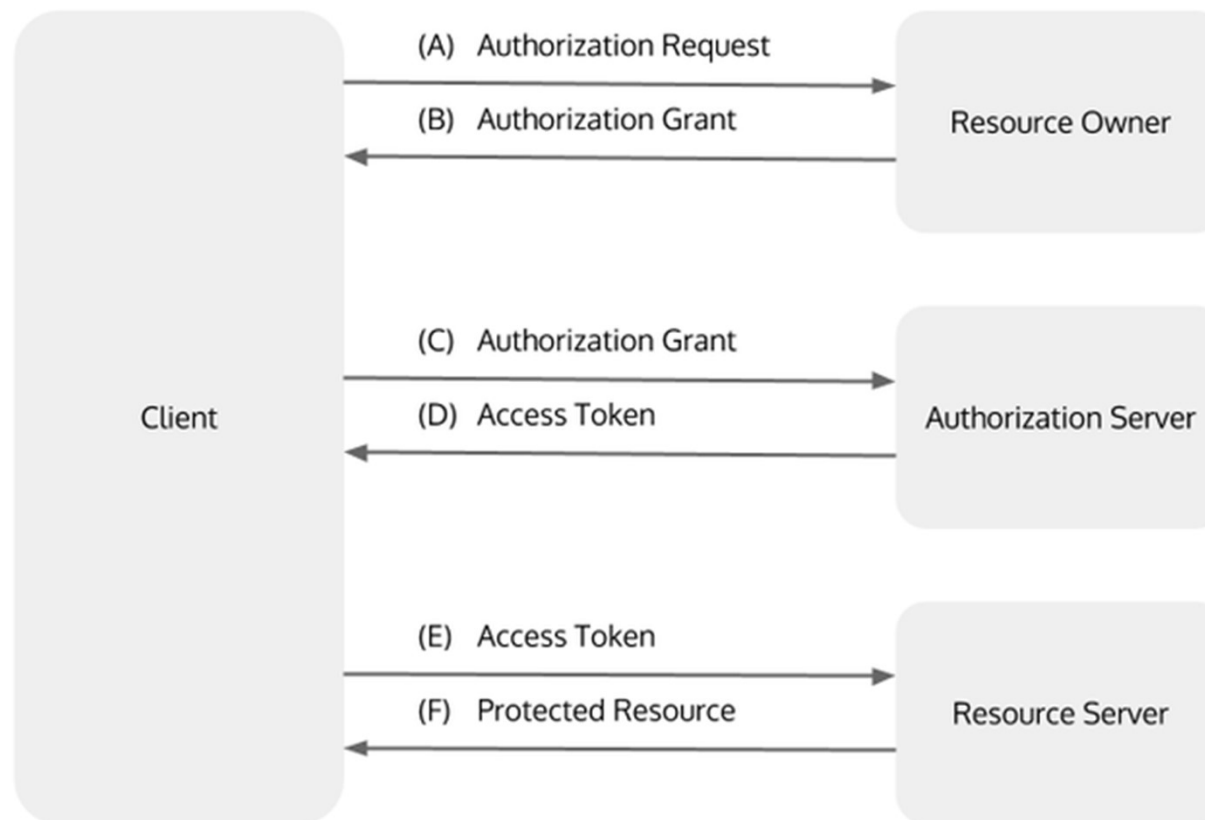 (A) Authorization Request
(B) Authorization Grant
Resource Owner
(C) Authorization Grant
Client
(D) Access Token
Authorization Server
(E) Access Token
(F) Protected Resource
Resource Server